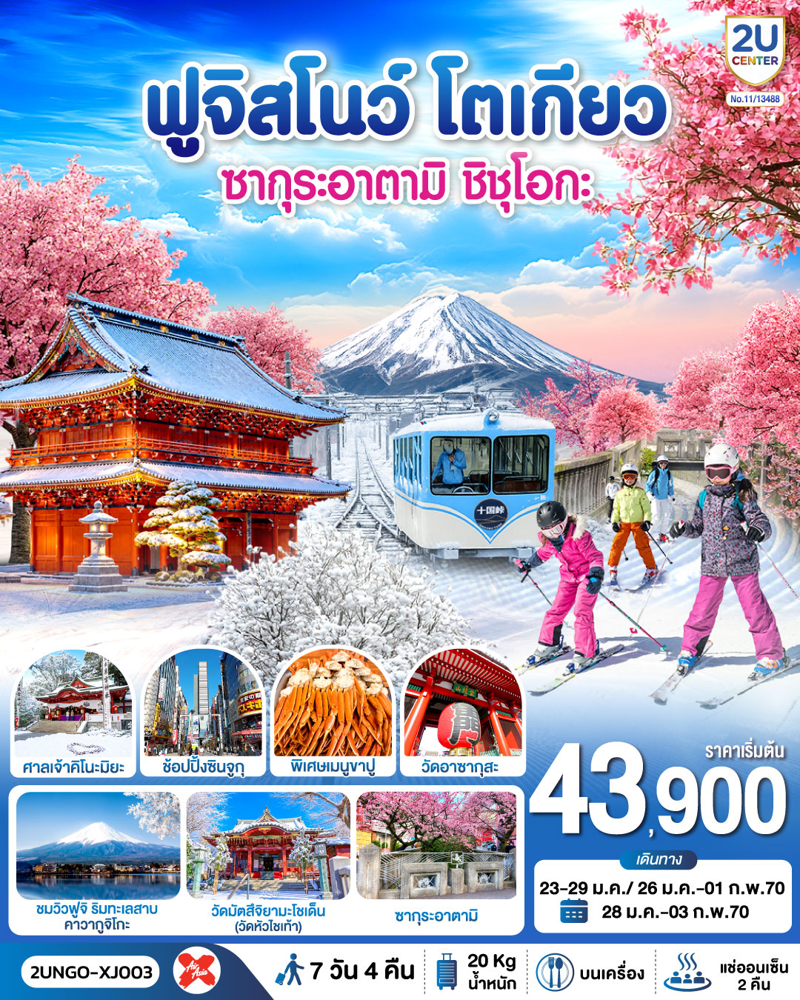 2U
CENTER
No.11/13488
ฟูจิสโนว์ โตเกียว
ซากุระอาตามิ ชิซุโอกะ
十国峠
ศาลเจ้าคิโนะมิยะ
ช้อปปิ้งชินจูกุ
พิเศษเมนูขาปู
วัดอาซากุสะ
ราคาเริ่มต้น
43,900
ชมวิวฟูจิ ริมทะเลสาบ
คาวากูจิโกะ
วัดมัตสึจิยามะโชเด็น
(วัดหัวไชเท้า)
ซากุระอาตามิ
เดินทาง
23-29 ม.ค./ 26 ม.ค.-01 ก.พ.70
28 ม.ค.-03 ก.พ.70
2UNGO-XJ003
Air Asia X
7 วัน 4 คืน
20 Kg
น้ำหนัก
บนเครื่อง
แช่ออนเซ็น
2 คืน